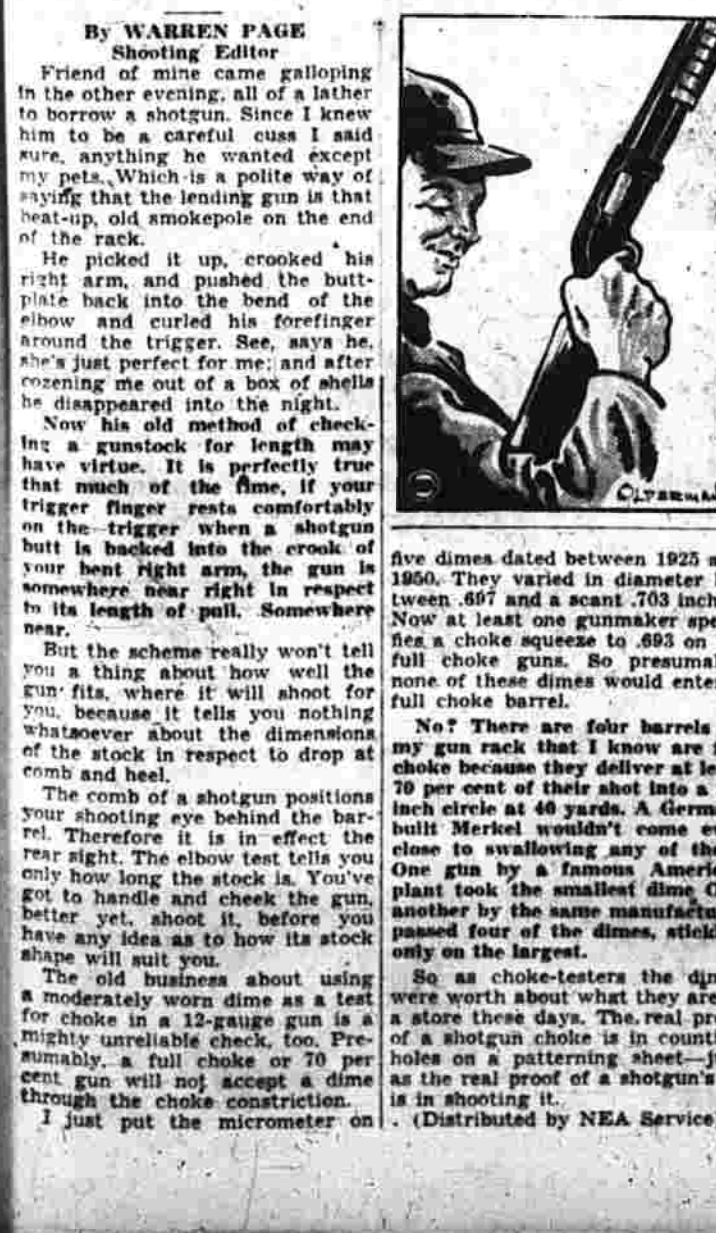 By WARREN PAGE
Shooting Editor
Friend of mine came galloping
in the other evening, all of a lather
to borrow a shotgun. Since I knew
him to be a careful cuss I said
sure, anything he wanted except
my pets. Which is a polite way of
saying that the lending gun is that
beat-up, old smokepole on the end
of the rack.
He picked it up, crooked his
right arm, and pushed the butt-
plate back into the bend of the
elbow and curled his forefinger
around the trigger. See, says he,
she's just perfect for me; and after
cozening me out of a box of shells
he disappeared into the night.
Now his old method of check-
ing a gunstock for length may
have virtue. It is perfectly true
that much of the time, if your
trigger finger rests comfortably
on the trigger when a shotgun
butt is backed into the crook of
your bent right arm, the gun is
somewhere near right in respect
to its length of pull. Somewhere
near.
But the scheme really won't tell
you a thing about how well the
gun fits, where it will shoot for
you, because it tells you nothing
whatsoever about the dimensions
of the stock in respect to drop at
comb and heel.
The comb of a shotgun positions
your shooting eye behind the bar-
rel. Therefore it is in effect the
rear sight. The elbow test tells you
only how long the stock is. You've
got to handle and cheek the gun,
better yet, shoot it, before you
have any idea as to how its stock
shape will suit you.
The old business about using
a moderately worn dime as a test
for choke in a 12-gauge gun is a
mighty unreliable check, too. Pre-
sumably, a full choke or 70 per
cent gun will not accept a dime
through the choke constriction.
I just put the micrometer on
OLTERMAN
five dimes dated between 1925 a
1950. They varied in diameter
tween .697 and a scant .703 inch
Now at least one gunmaker spe
fies a choke squeeze to .693 on
full choke guns. So presumal
none of these dimes would enter
full choke barrel.
No? There are four barrels
my gun rack that I know are
choke because they deliver at le
70 per cent of their shot into a
inch circle at 40 yards. A Germa
built Merkel wouldn't come ev
close to swallowing any of the
One gun by a famous Americ
plant took the smallest dime. O
another by the same manufactu
passed four of the dimes, stickl
only on the largest.
So as choke-testers the dim
were worth about what they are
a store these days. The real pro
of a shotgun choke is in counti
holes on a patterning sheet—j
as the real proof of a shotgun's
is in shooting it.
(Distributed by NEA Service